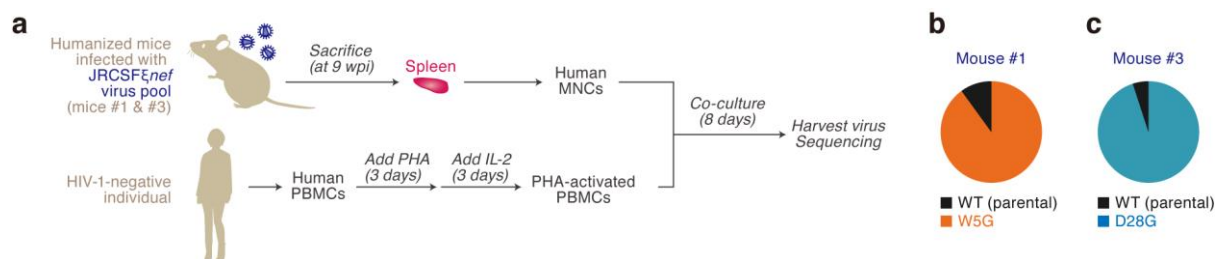 a
Humanized mice
infected with
JRCSFξnef
virus pool
(mice #1 & #3)
Sacrifice
(at 9 wpi)
Spleen
Human
MNCs
HIV-1-negative
individual
Human
PBMCs
Add PHA
(3 days)
Add IL-2
(3 days)
PHA-activated
PBMCs
Co-culture
(8 days)
Harvest virus
Sequencing
b
Mouse #1
WT (parental)
W5G
c
Mouse #3
WT (parental)
D28G